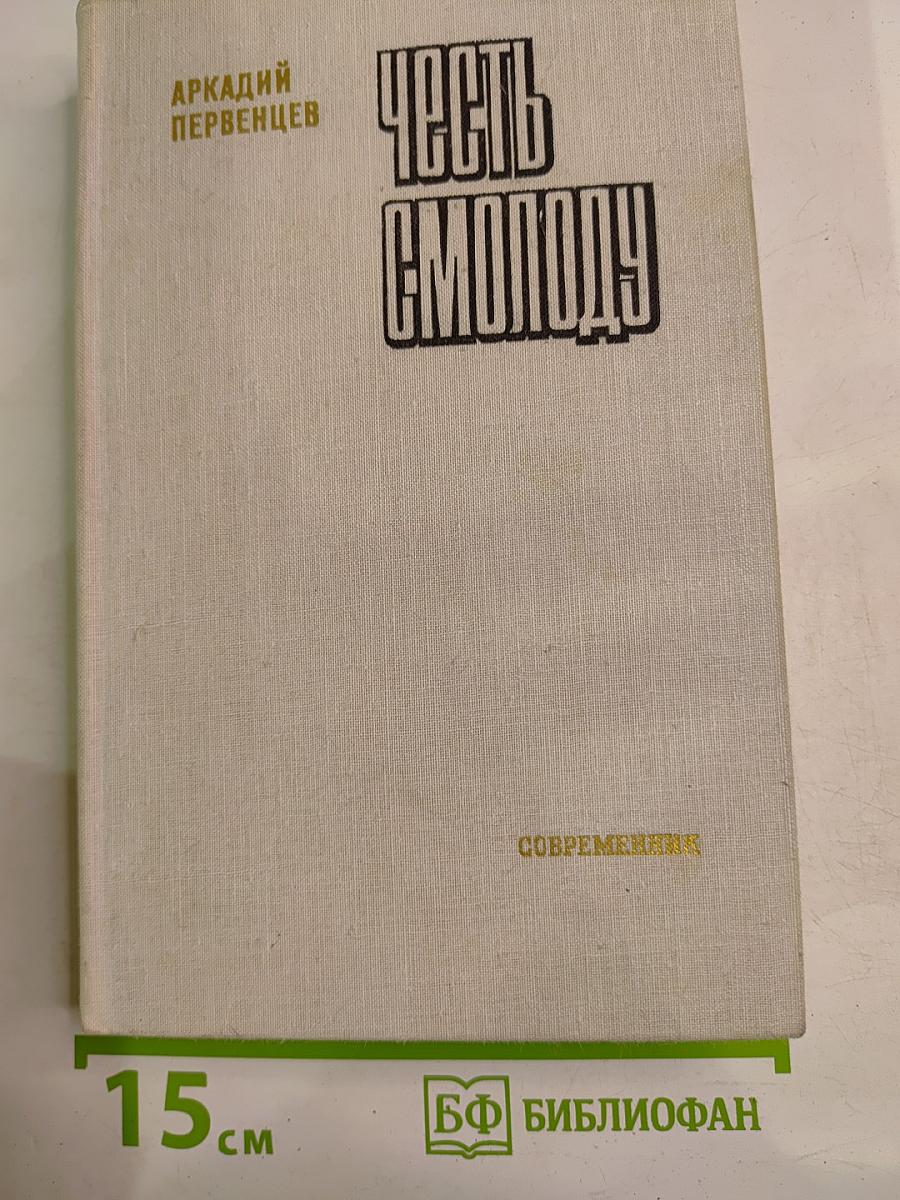 АРКАДИЙ
ПЕРВЕНЦЕВ
ЧЕСТЬ
СМОЛОДУ
СОВРЕМЕННИК
15 см
БФ БИБЛИОФАН